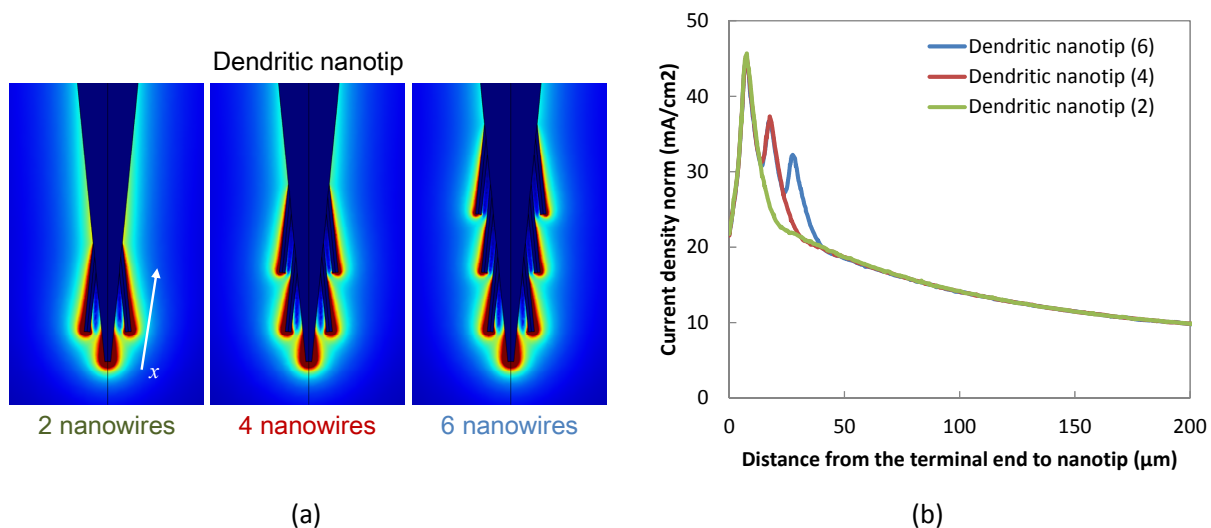 Dendritic nanotip
x
2 nanowires
4 nanowires
6 nanowires
(a)
50
40
30
20
10
0
Current density norm (mA/cm2)
Dendritic nanotip (6)
Dendritic nanotip (4)
Dendritic nanotip (2)
0 50 100 150 200
Distance from the terminal end to nanotip (µm)
(b)